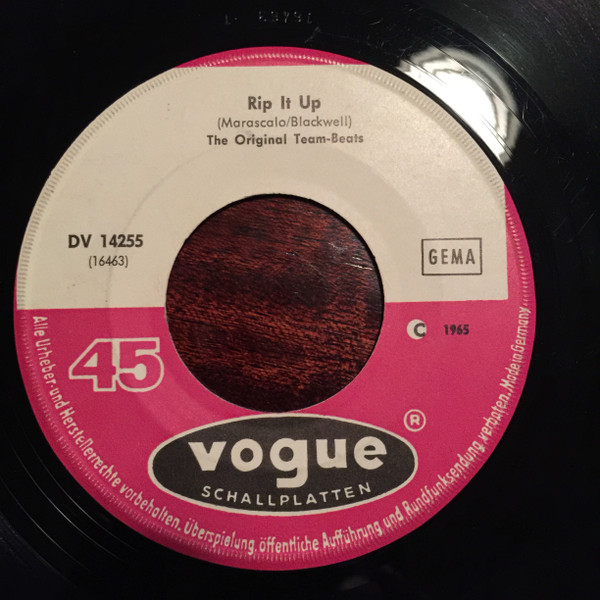 Rip It Up
(Marascalo/Blackwell)
The Original Team-Beats
DV 14255
(16463)
GEMA
C 1965
45
vogue ®
SCHALLPLATTEN
Alle Urheber- und Herstellerrechte vorbehalten. Überspielung, öffentliche Aufführung und Rundfunksendung verboten. Made in Germany